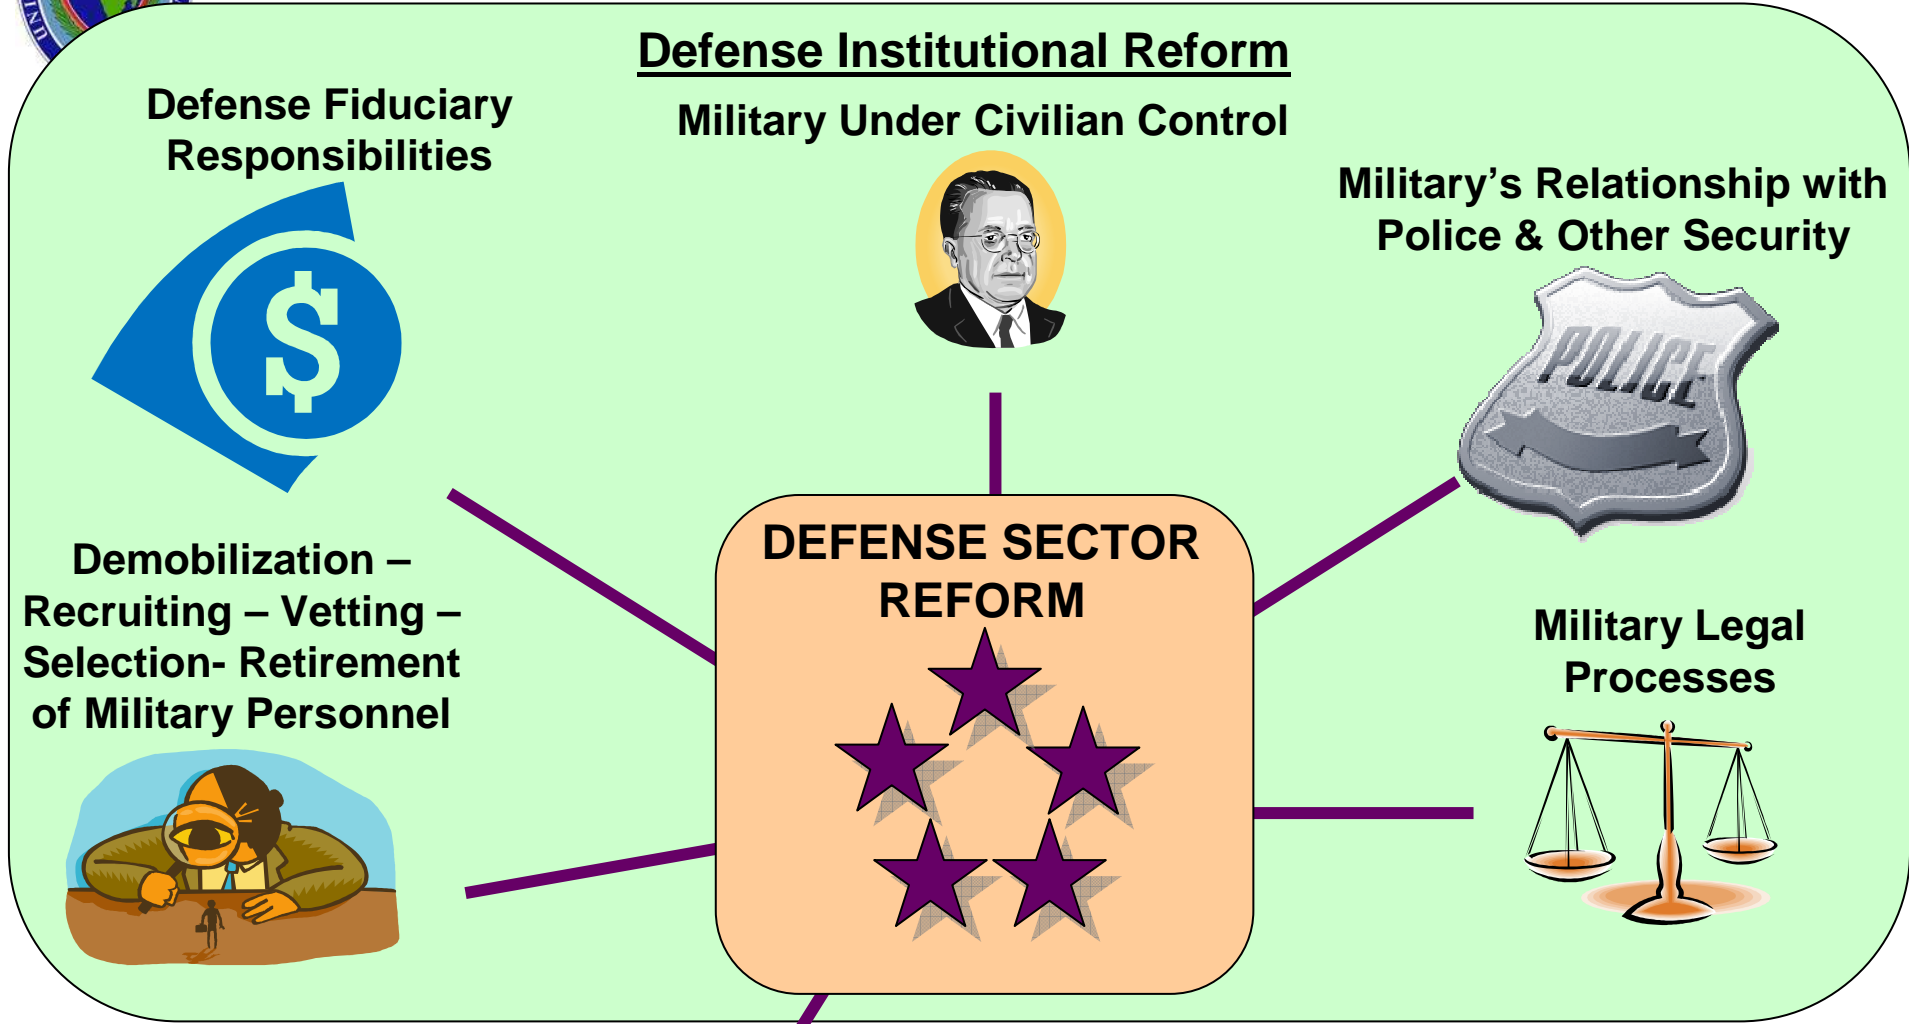 Defense Institutional Reform
Defense Fiduciary
Responsibilities
Military Under Civilian Control
Military’s Relationship with
Police & Other Security
POLICE
DEFENSE SECTOR
REFORM
Demobilization –
Recruiting – Vetting –
Selection- Retirement
of Military Personnel
Military Legal
Processes
$